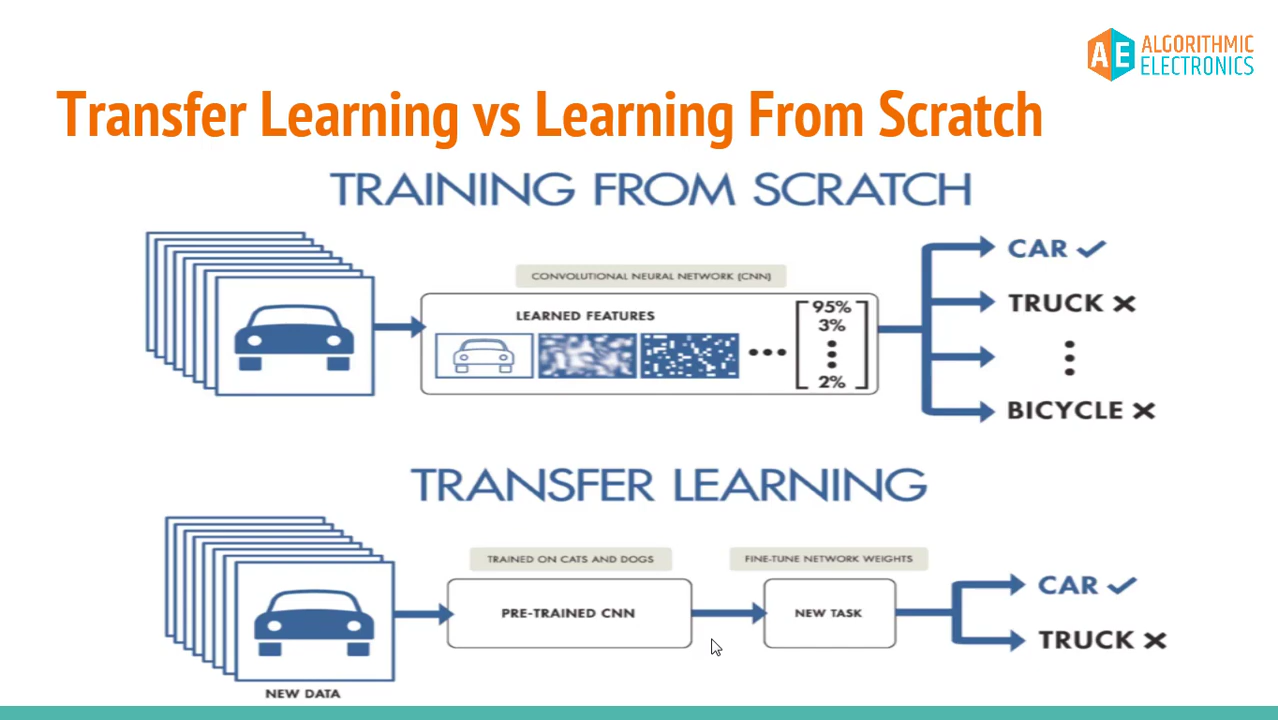 AE ALGORITHMIC
ELECTRONICS
Transfer Learning vs Learning From Scratch
TRAINING FROM SCRATCH
CONVOLUTIONAL NEURAL NETWORK (CNN)
LEARNED FEATURES
95%
3%
2%
CAR
TRUCK
BICYCLE
TRANSFER LEARNING
TRAINED ON CATS AND DOGS
FINE-TUNE NETWORK WEIGHTS
PRE-TRAINED CNN
NEW TASK
CAR
TRUCK
NEW DATA